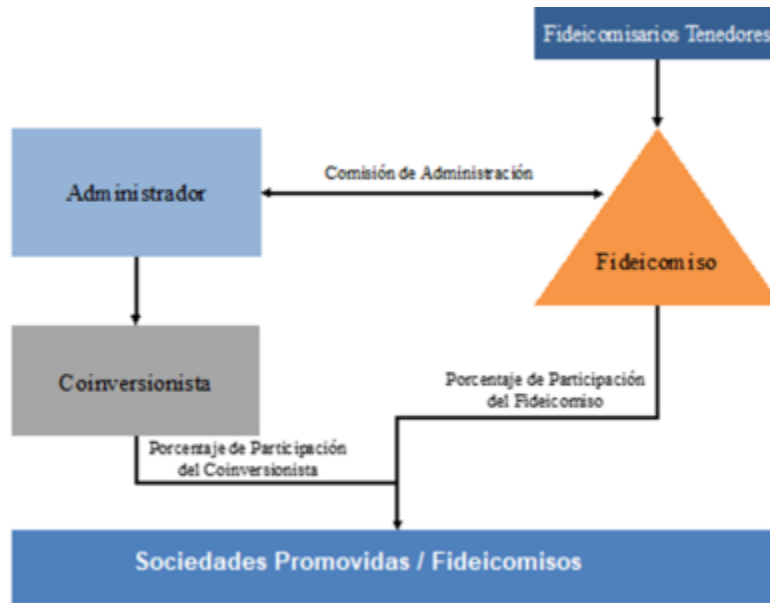 Fideicomisarios Tenedores
Comisión de Administración
Administrador
Fideicomiso
Coinversionista
Porcentaje de Participación
del Fideicomiso
Porcentaje de Participación
del Coinversionista
Sociedades Promovidas / Fideicomisos